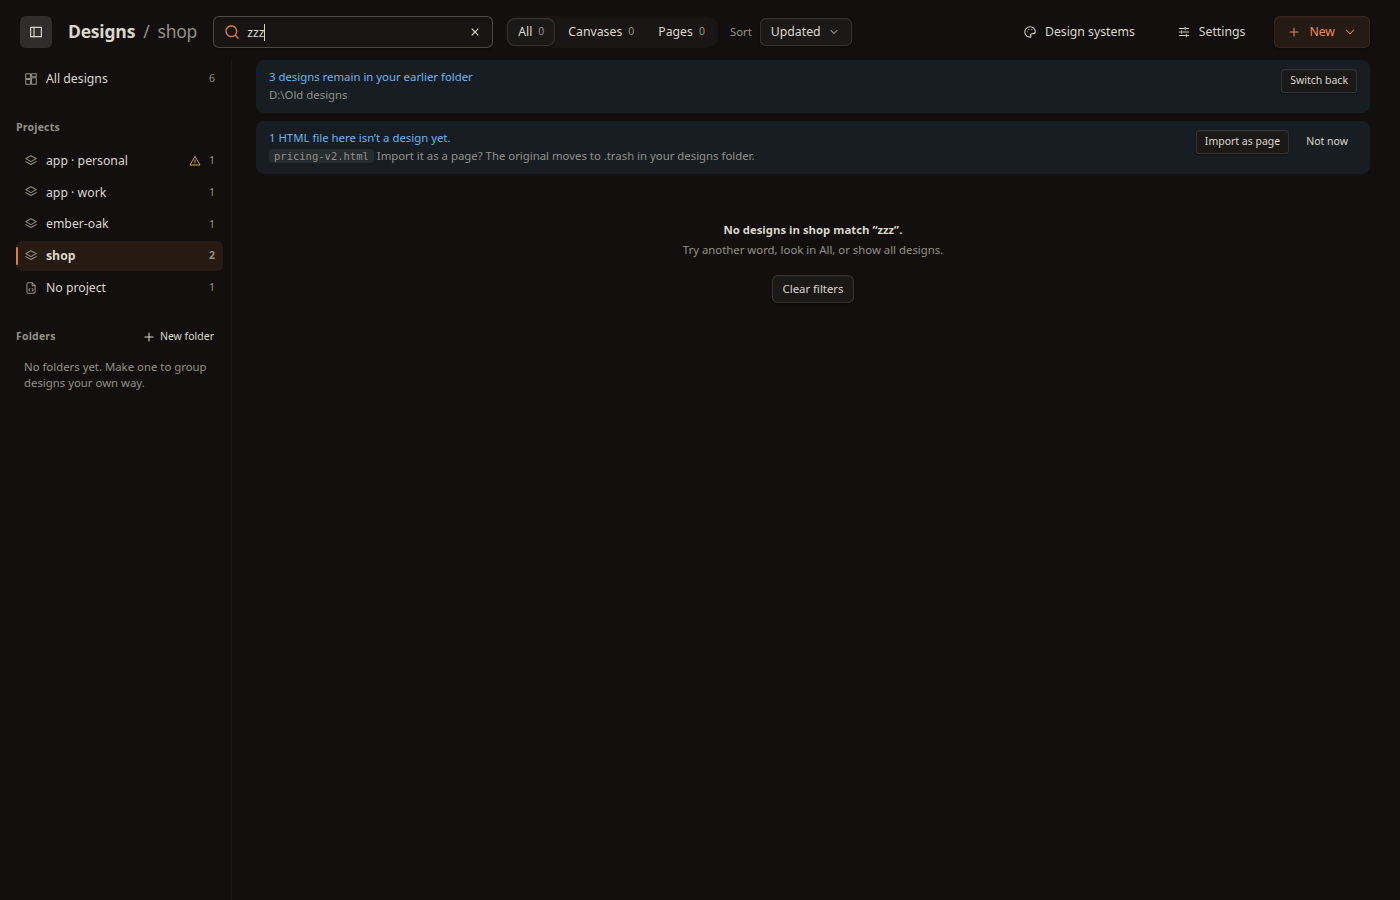 Designs / shop
zzz
All 0
Canvases 0
Pages 0
Sort
Updated
Design systems
Settings
New
All designs 6
Projects
app · personal 1
app · work 1
ember-oak 1
shop 2
No project 1
Folders
New folder
No folders yet. Make one to group
designs your own way.
3 designs remain in your earlier folder
D:\Old designs
Switch back
1 HTML file here isn’t a design yet.
pricing-v2.html Import it as a page? The original moves to .trash in your designs folder.
Import as page
Not now
No designs in shop match “zzz”.
Try another word, look in All, or show all designs.
Clear filters